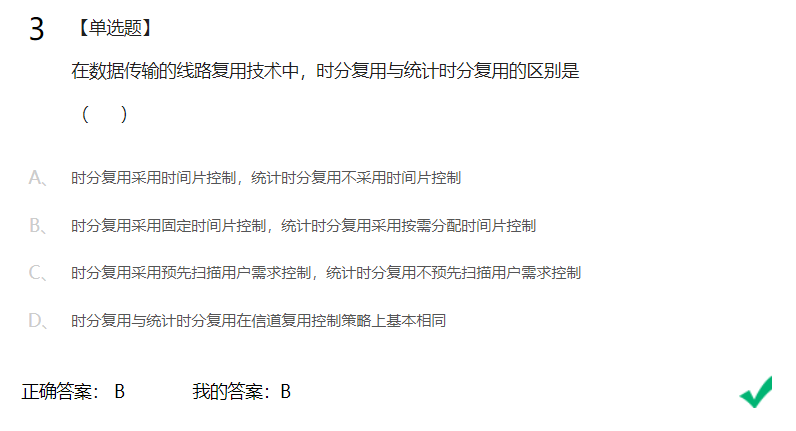 3 【单选题】
在数据传输的线路复用技术中，时分复用与统计时分复用的区别是
（　　）
A、 时分复用采用时间片控制，统计时分复用不采用时间片控制
B、 时分复用采用固定时间片控制，统计时分复用采用按需分配时间片控制
C、 时分复用采用预先扫描用户需求控制，统计时分复用不预先扫描用户需求控制
D、 时分复用与统计时分复用在信道复用控制策略上基本相同
正确答案： B 我的答案：B